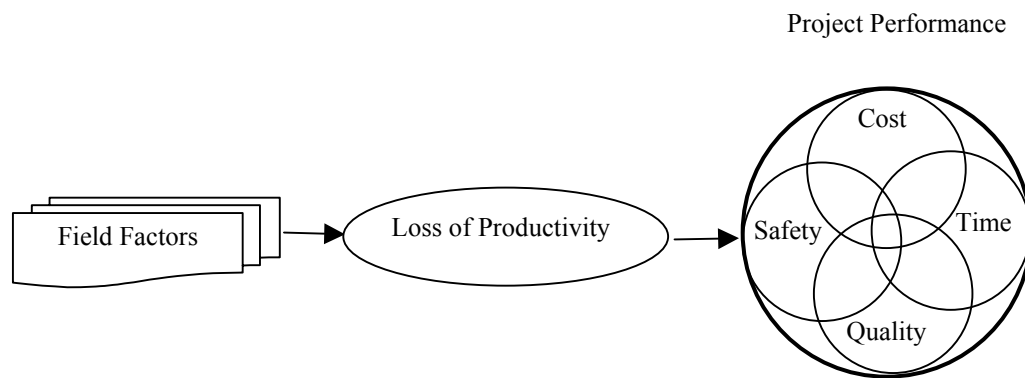 Project Performance
Cost
Field Factors
Loss of Productivity
Safety
Time
Quality